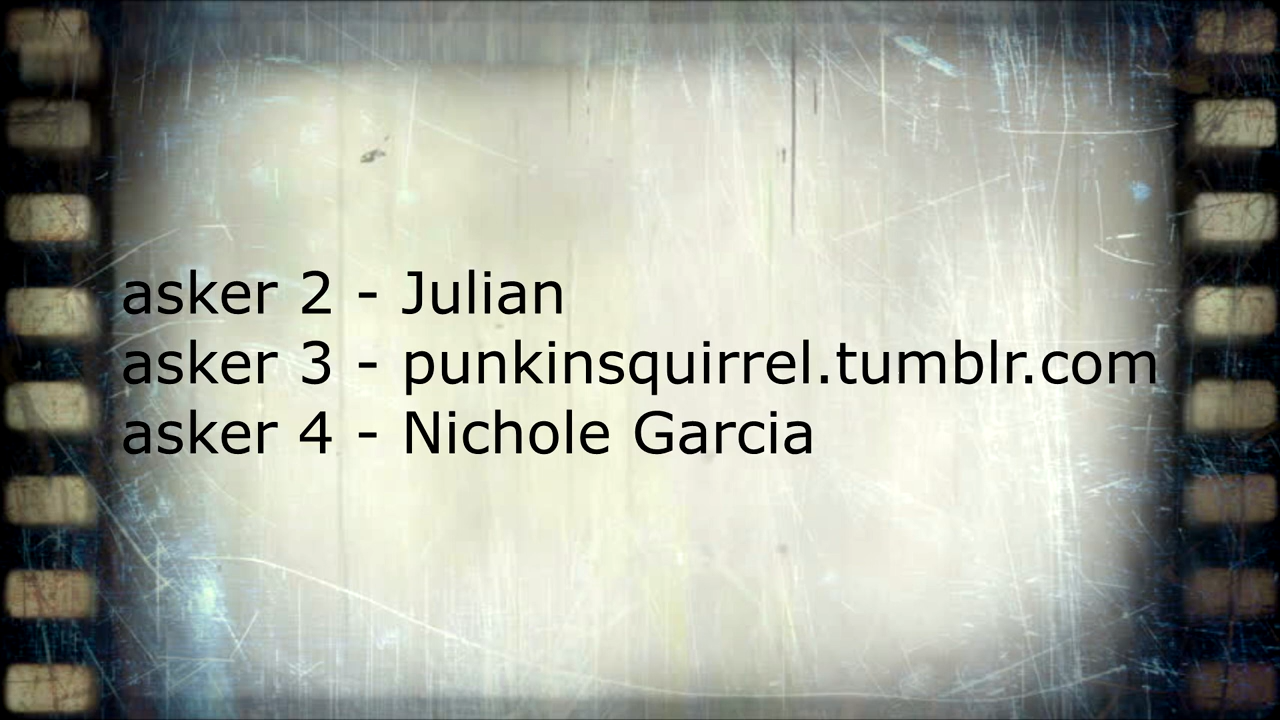 asker 2 - Julian
asker 3 - punkinsquirrel.tumblr.com
asker 4 - Nichole Garcia